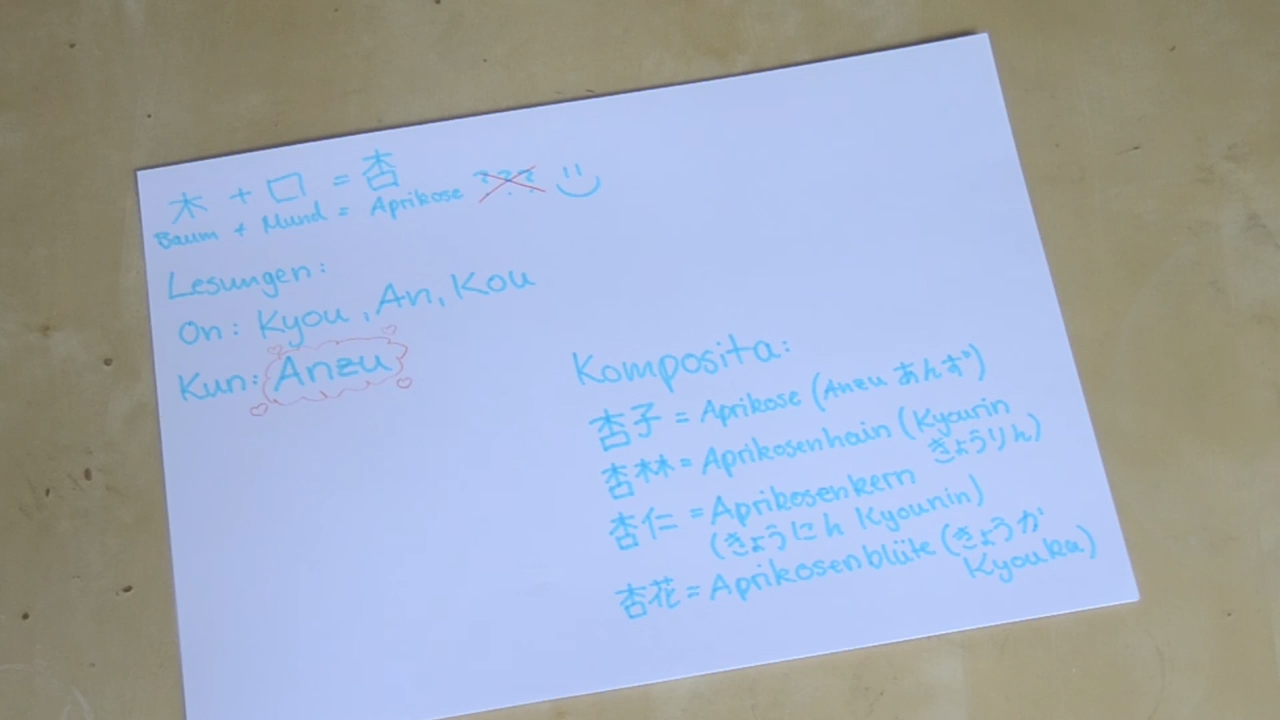 木 + 口 = 杏
Baum + Mund = Aprikose ???
Lesungen:
On: Kyou, An, Kou
Kun: Anzu
Komposita:
杏子 = Aprikose (Anzu あんず)
杏林 = Aprikosenhain (Kyourin
きょうりん)
杏仁 = Aprikosenkern
(きょうにん Kyounin)
杏花 = Aprikosenblüte (きょうか
Kyouka)